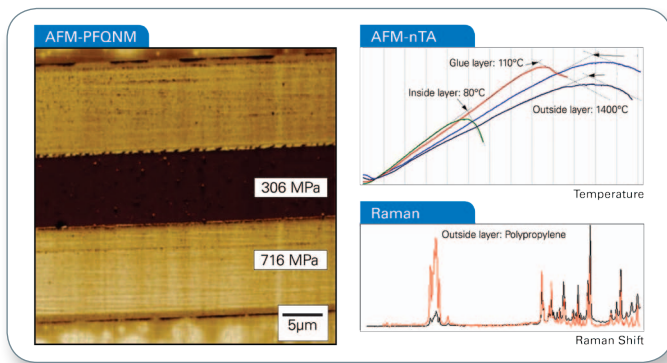 AFM-PFQNM
306 MPa
716 MPa
5µm
AFM-nTA
Glue layer: 110°C
Inside layer: 80°C
Outside layer: 1400°C
Temperature
Raman
Outside layer: Polypropylene
Raman Shift